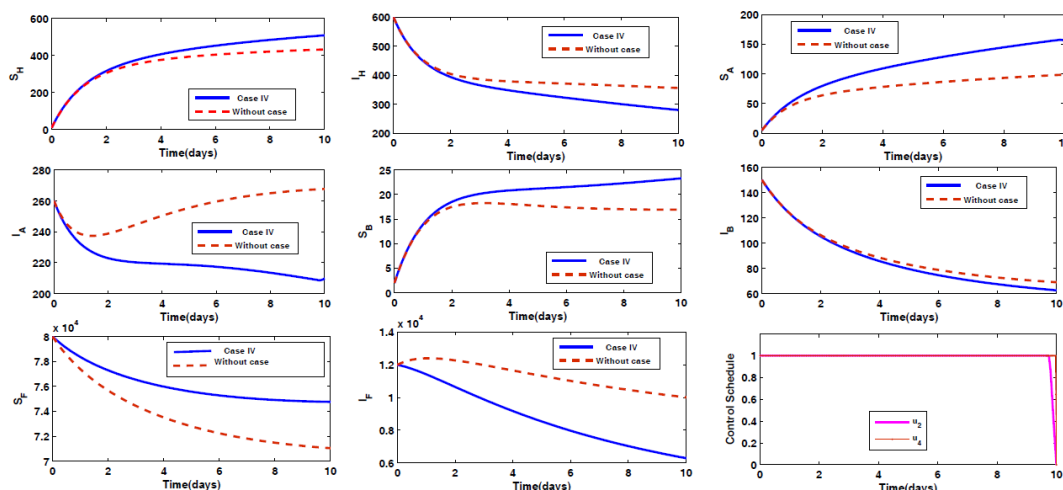 600
400
200
0
S_H
Case IV
Without case
0 2 4 6 8 10
Time(days)
600
500
400
300
200
I_H
Case IV
Without case
0 2 4 6 8 10
Time(days)
200
150
100
50
0
S_A
Case IV
Without case
0 2 4 6 8 10
Time(days)
280
260
240
220
200
I_A
Case IV
Without case
0 2 4 6 8 10
Time(days)
25
20
15
10
5
0
S_B
Case IV
Without case
0 2 4 6 8 10
Time(days)
160
140
120
100
80
60
I_B
Case IV
Without case
0 2 4 6 8 10
Time(days)
x 10^4
8
7.8
7.6
7.4
7.2
7
S_F
Case IV
Without case
0 2 4 6 8 10
Time(days)
x 10^4
1.4
1.2
1
0.8
0.6
I_F
Case IV
Without case
0 2 4 6 8 10
Time(days)
1
0.8
0.6
0.4
0.2
0
Control Schedule
u_2
u_4
0 2 4 6 8 10
Time(days)